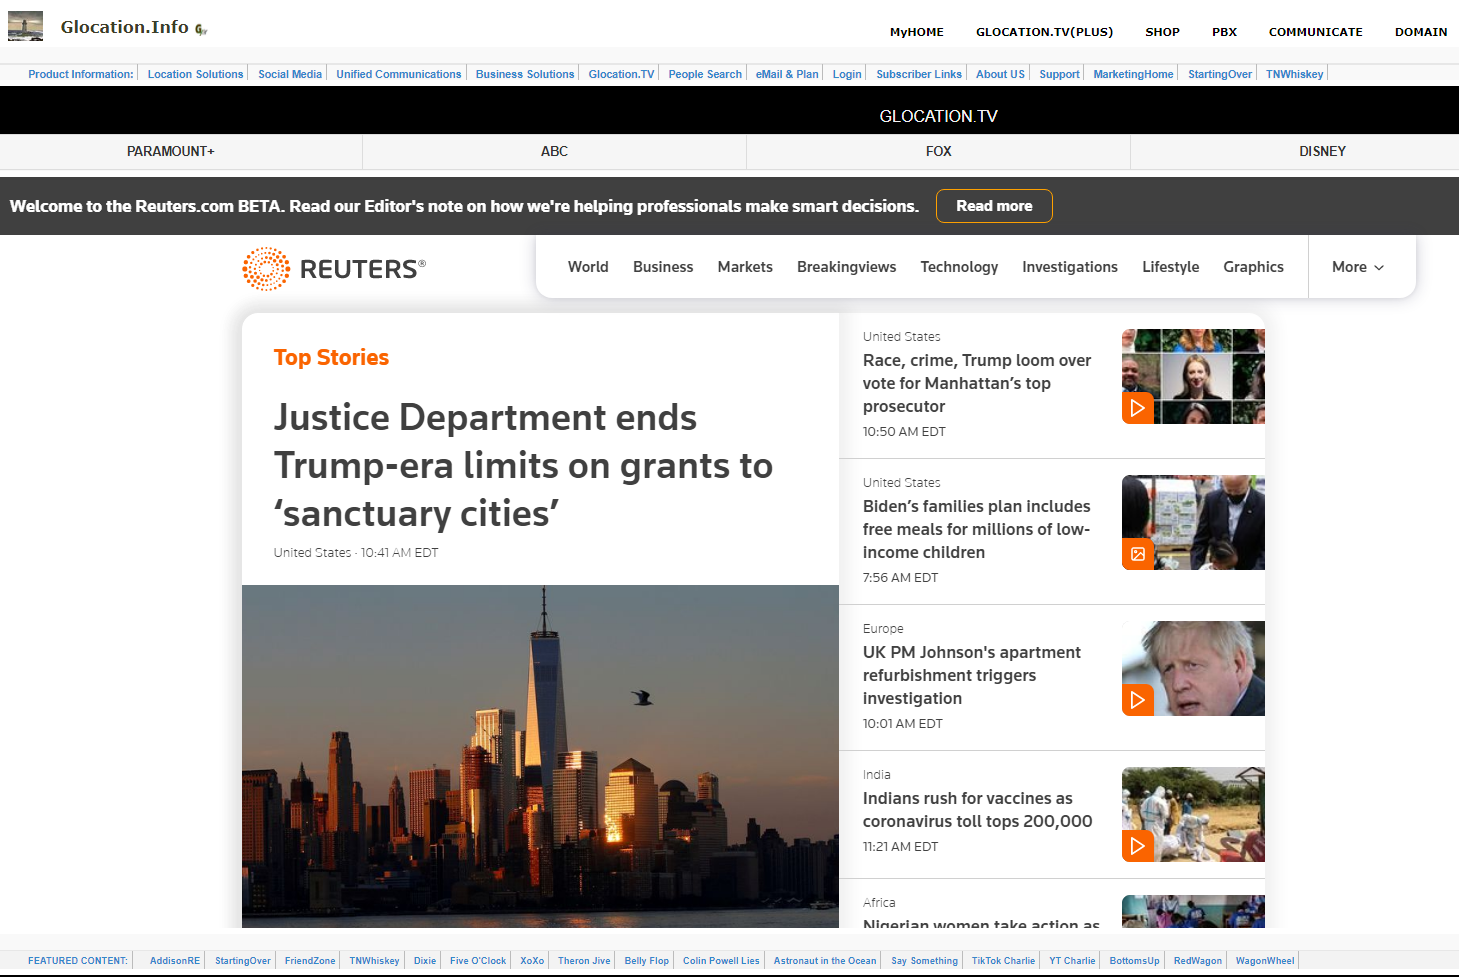 Glocation.Info
MyHOME GLOCATION.TV(PLUS) SHOP PBX COMMUNICATE DOMAIN
Product Information: Location Solutions Social Media Unified Communications Business Solutions Glocation.TV People Search eMail & Plan Login Subscriber Links About US Support MarketingHome StartingOver TNWhiskey
GLOCATION.TV
PARAMOUNT+ ABC FOX DISNEY
Welcome to the Reuters.com BETA. Read our Editor's note on how we're helping professionals make smart decisions. Read more
REUTERS®
World Business Markets Breakingviews Technology Investigations Lifestyle Graphics More
Top Stories
Justice Department ends
Trump-era limits on grants to
‘sanctuary cities’
United States · 10:41 AM EDT
United States
Race, crime, Trump loom over
vote for Manhattan’s top
prosecutor
10:50 AM EDT
United States
Biden’s families plan includes
free meals for millions of low-
income children
7:56 AM EDT
Europe
UK PM Johnson's apartment
refurbishment triggers
investigation
10:01 AM EDT
India
Indians rush for vaccines as
coronavirus toll tops 200,000
11:21 AM EDT
Africa
Nigerian women take action as
FEATURED CONTENT: AddisonRE StartingOver FriendZone TNWhiskey Dixie Five O'Clock XoXo Theron Jive Belly Flop Colin Powell Lies Astronaut in the Ocean Say Something TikTok Charlie YT Charlie BottomsUp RedWagon WagonWheel